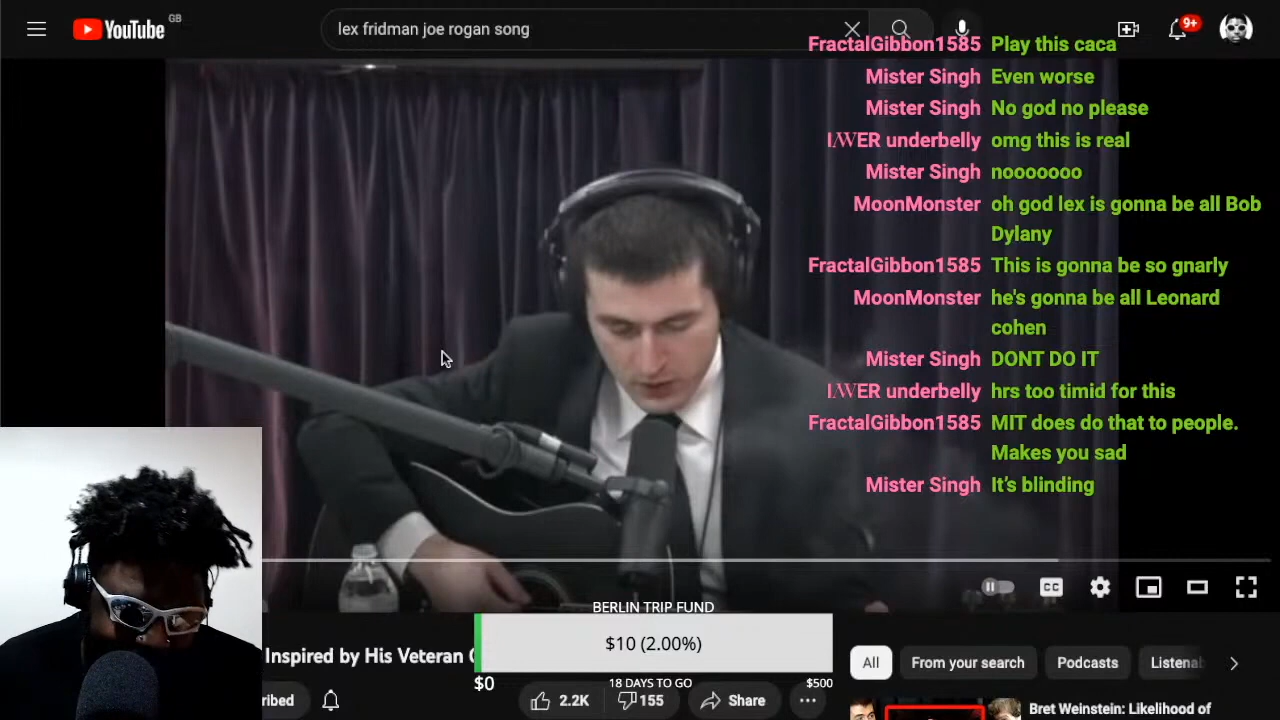 YouTube GB
lex fridman joe rogan song
9+
FractalGibbon1585 Play this caca
Mister Singh Even worse
Mister Singh No god no please
LWER underbelly omg this is real
Mister Singh nooooooo
MoonMonster oh god lex is gonna be all Bob
Dylany
FractalGibbon1585 This is gonna be so gnarly
MoonMonster he's gonna be all Leonard
cohen
Mister Singh DONT DO IT
LWER underbelly hrs too timid for this
FractalGibbon1585 MIT does do that to people.
Makes you sad
Mister Singh It's blinding
CC
BERLIN TRIP FUND
$10 (2.00%)
$0 18 DAYS TO GO $500
Inspired by His Veteran
ribed
2.2K 155 Share
All From your search Podcasts Listenab
Bret Weinstein: Likelihood of